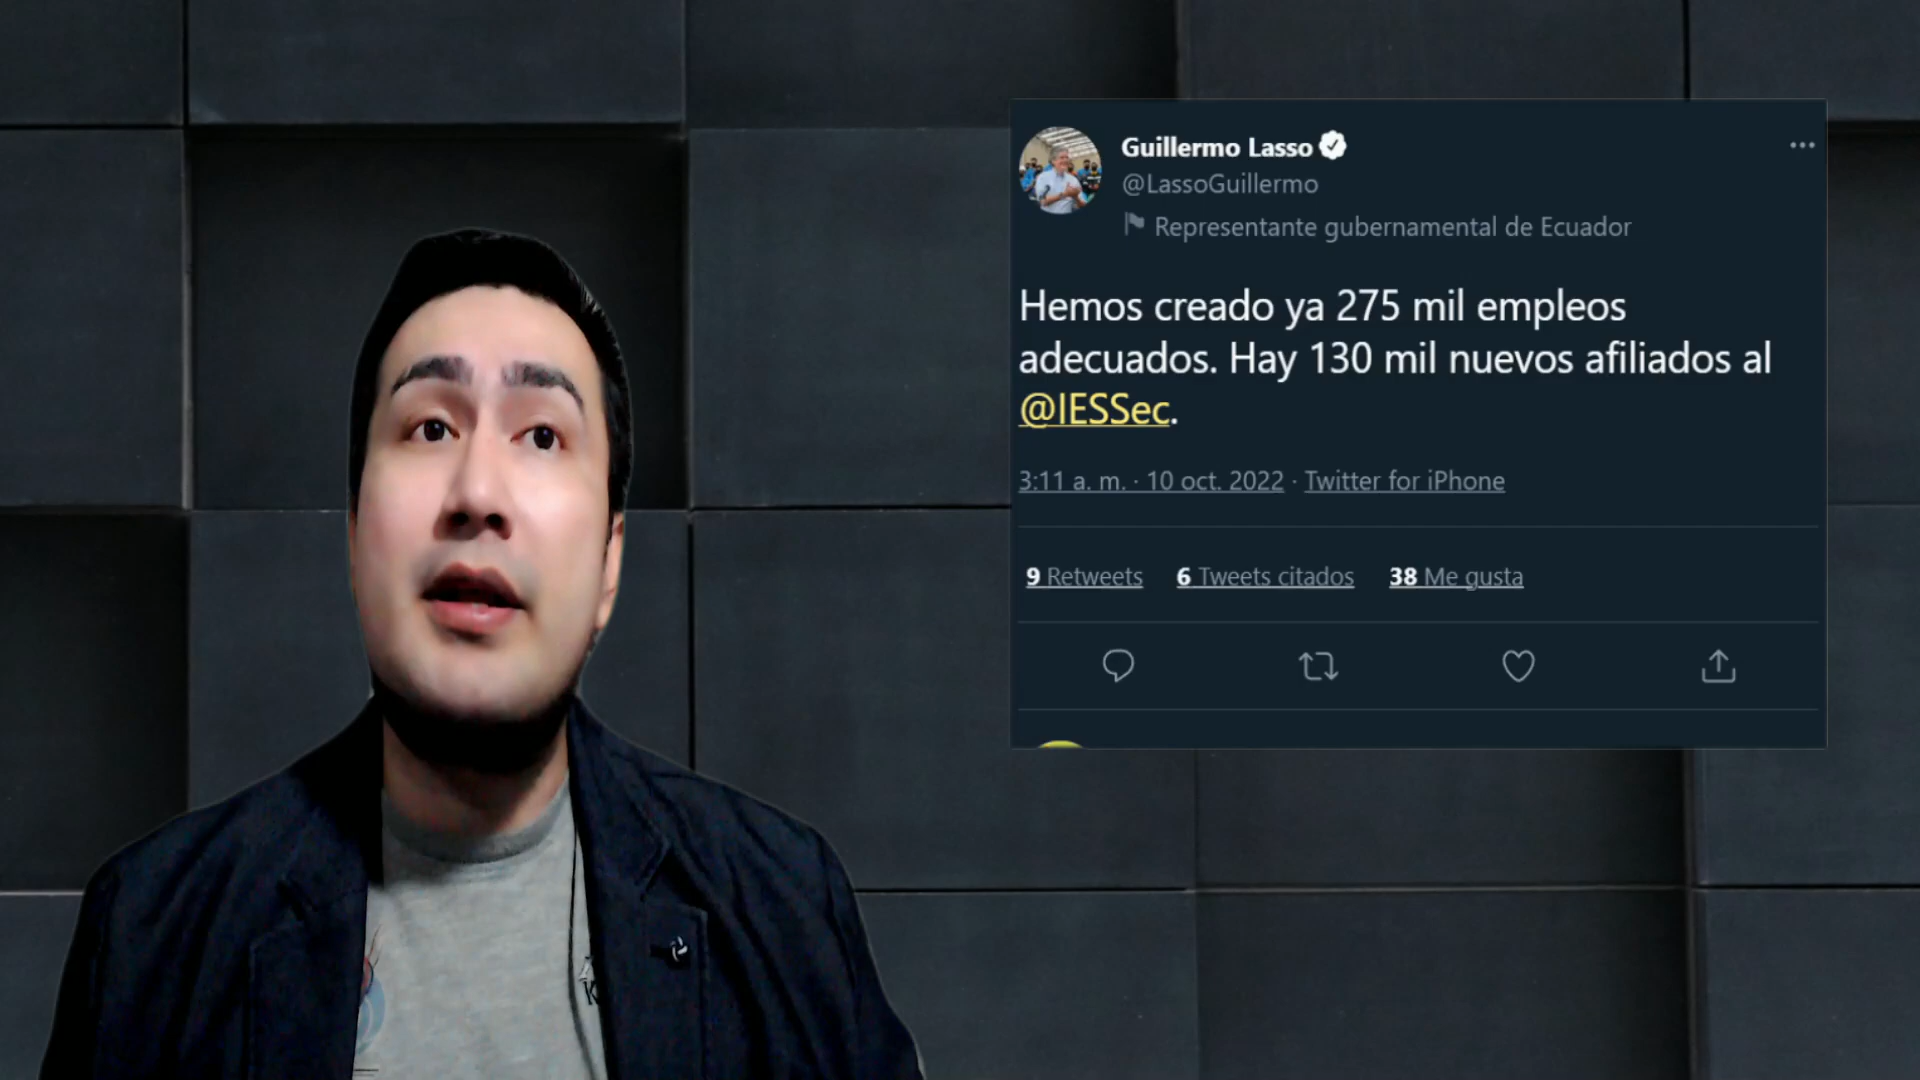 Guillermo Lasso
@LassoGuillermo
Representante gubernamental de Ecuador
Hemos creado ya 275 mil empleos
adecuados. Hay 130 mil nuevos afiliados al
@IESSec.
3:11 a. m. · 10 oct. 2022 · Twitter for iPhone
9 Retweets 6 Tweets citados 38 Me gusta